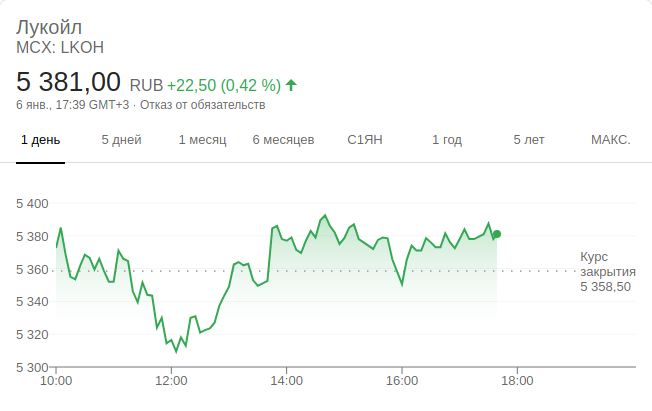 Лукойл
MCX: LKOH
5 381,00 RUB +22,50 (0,42 %)
6 янв., 17:39 GMT+3 · Отказ от обязательств
1 день 5 дней 1 месяц 6 месяцев С1ЯН 1 год 5 лет МАКС.
5 400
5 380
5 360
5 340
5 320
5 300
Курс
закрытия
5 358,50
10:00 12:00 14:00 16:00 18:00